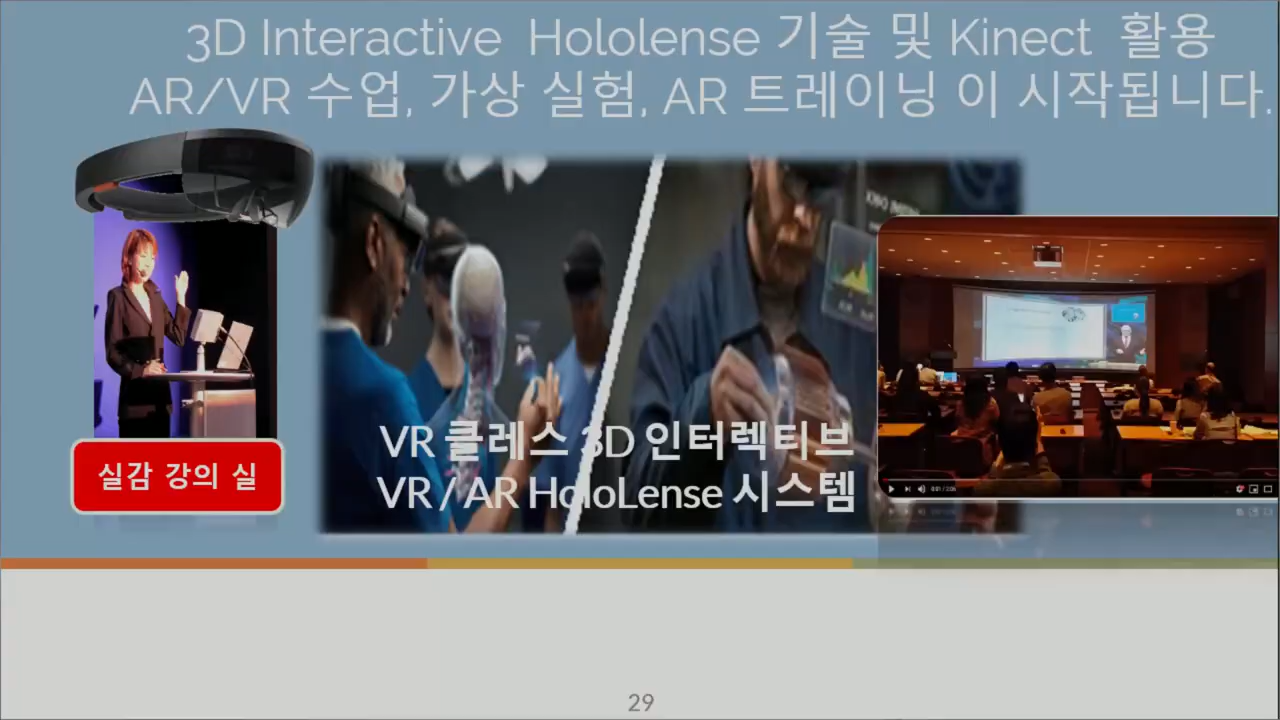 3D Interactive Hololense 기술 및 Kinect 활용
AR/VR 수업, 가상 실험, AR 트레이닝 이 시작됩니다.
실감 강의 실
VR 클레스 3D 인터렉티브
VR / AR HoloLense 시스템
29